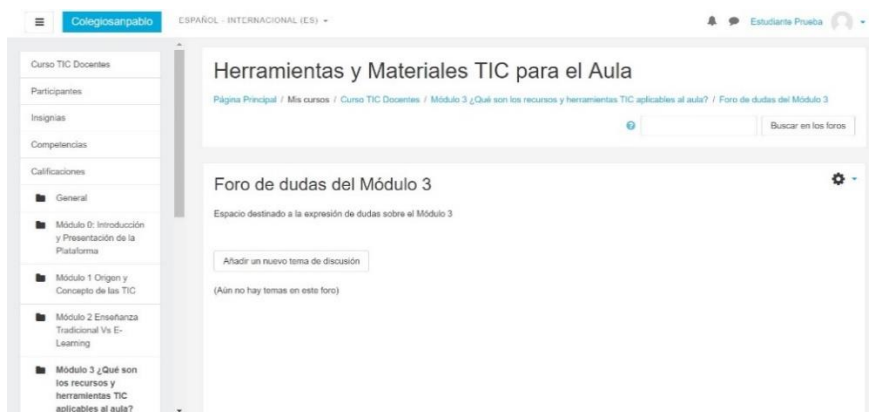 Colegiosanpablo
ESPAÑOL - INTERNACIONAL (ES)
Estudiante Prueba
Curso TIC Docentes
Participantes
Insignias
Competencias
Calificaciones
General
Módulo 0: Introducción
y Presentación de la
Plataforma
Módulo 1 Origen y
Concepto de las TIC
Módulo 2 Enseñanza
Tradicional Vs E-
Learning
Módulo 3 ¿Qué son
los recursos y
herramientas TIC
aplicables al aula?
Herramientas y Materiales TIC para el Aula
Página Principal / Mis cursos / Curso TIC Docentes / Módulo 3 ¿Qué son los recursos y herramientas TIC aplicables al aula? / Foro de dudas del Módulo 3
Buscar en los foros
Foro de dudas del Módulo 3
Espacio destinado a la expresión de dudas sobre el Módulo 3
Añadir un nuevo tema de discusión
(Aún no hay temas en este foro)